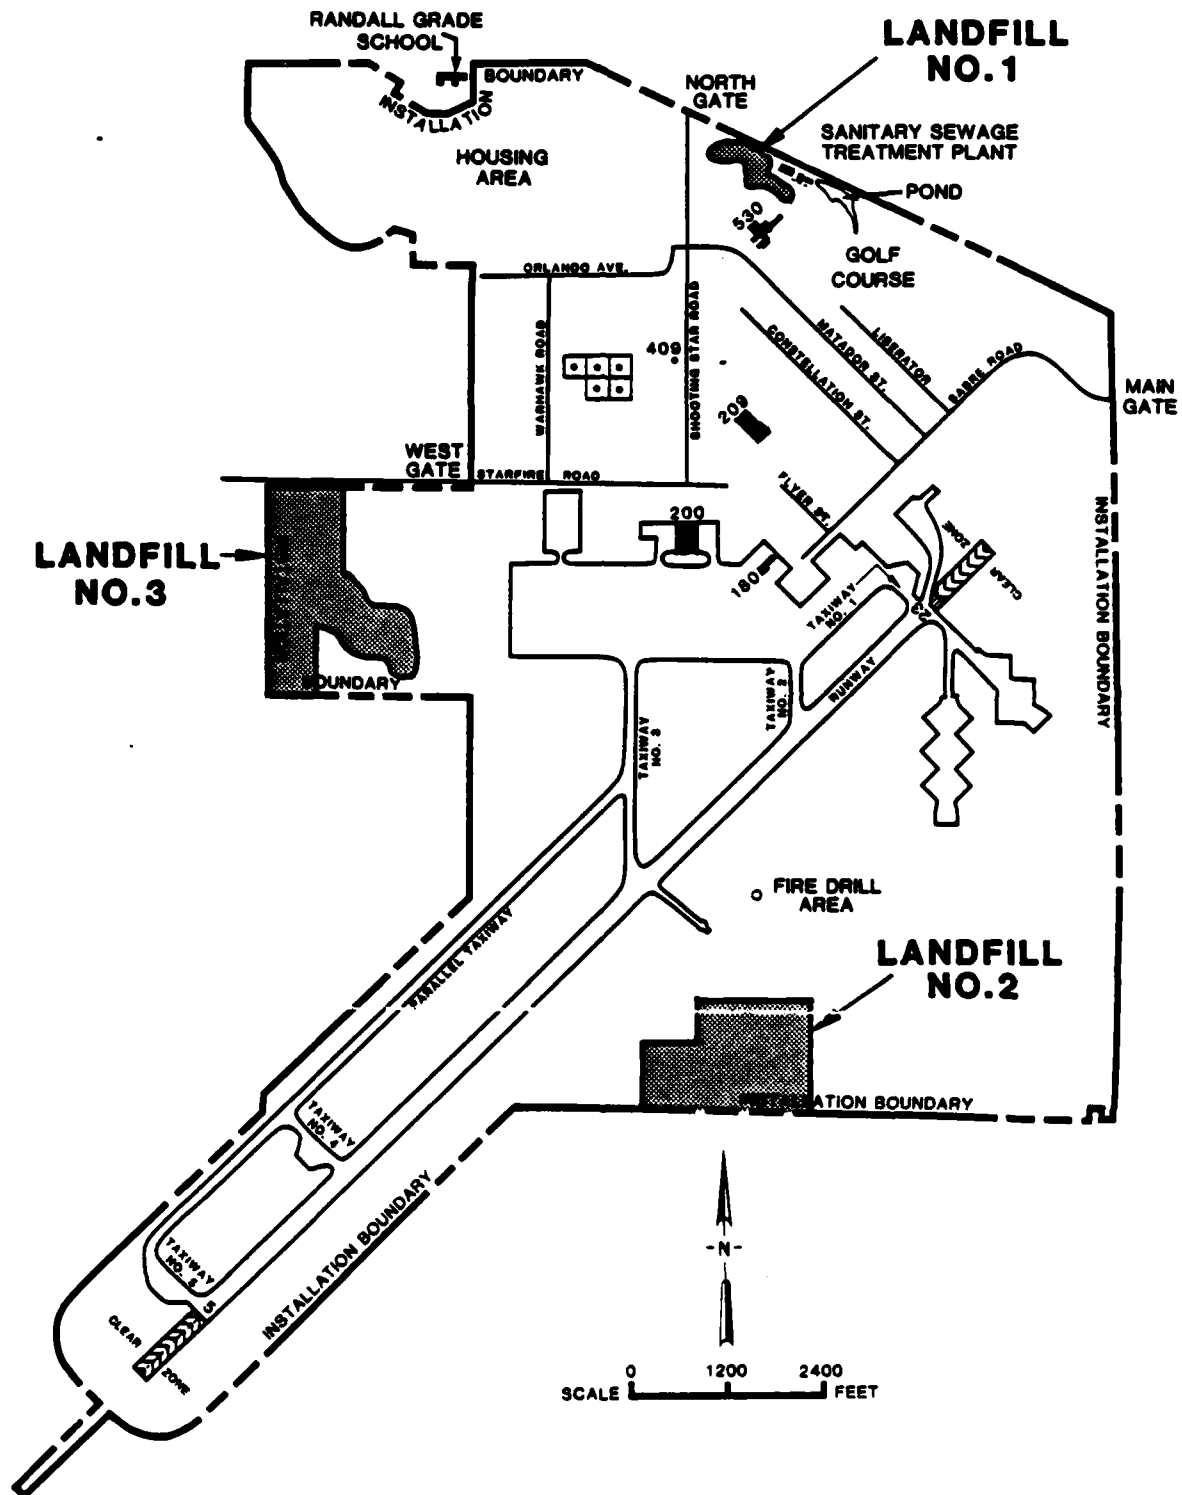 RANDALL GRADE
SCHOOL
LANDFILL
NO.1
BOUNDARY
INSTALLATION
NORTH
GATE
SANITARY SEWAGE
TREATMENT PLANT
HOUSING
AREA
POND
530
GOLF
COURSE
ORLANDO AVE.
WARHAWK ROAD
SHOOTING STAR ROAD
409
LIBERATOR
MATADOR ST.
CONSTELLATION ST.
SABRE ROAD
MAIN
GATE
209
WEST
GATE
STARFIRE ROAD
FLYER ST.
200
180
ZONE
CLEAR
INSTALLATION BOUNDARY
LANDFILL
NO.3
TAXIWAY
NO. 1
23
BOUNDARY
RUNWAY
TAXIWAY
NO. 2
TAXIWAY
NO. 3
FIRE DRILL
AREA
PARALLEL TAXIWAY
LANDFILL
NO.2
INSTALLATION BOUNDARY
TAXIWAY
NO. 4
INSTALLATION BOUNDARY
TAXIWAY
NO. 5
5
CLEAR
ZONE
-N-
0 1200 2400
SCALE FEET